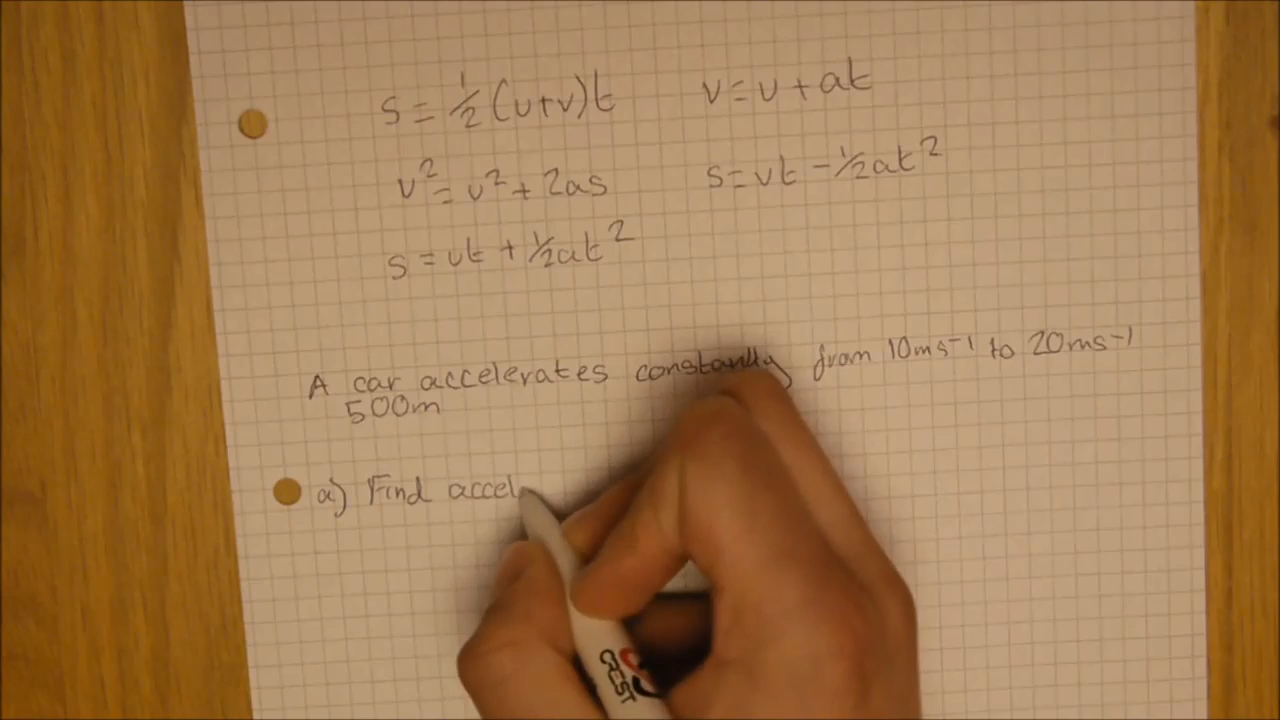 s = ½(u+v)t
v = u + at
v² = u² + 2as
s = vt - ½at²
s = ut + ½at²
A car accelerates constantly from 10ms⁻¹ to 20ms⁻¹
500m
a) Find accel
CREST